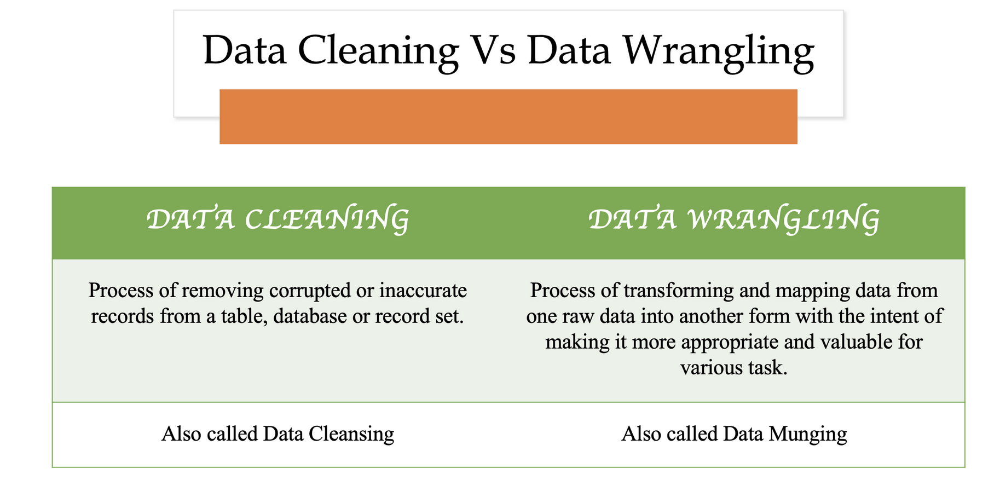 Data Cleaning Vs Data Wrangling
DATA CLEANING
DATA WRANGLING
Process of removing corrupted or inaccurate
records from a table, database or record set.
Process of transforming and mapping data from
one raw data into another form with the intent of
making it more appropriate and valuable for
various task.
Also called Data Cleansing
Also called Data Munging